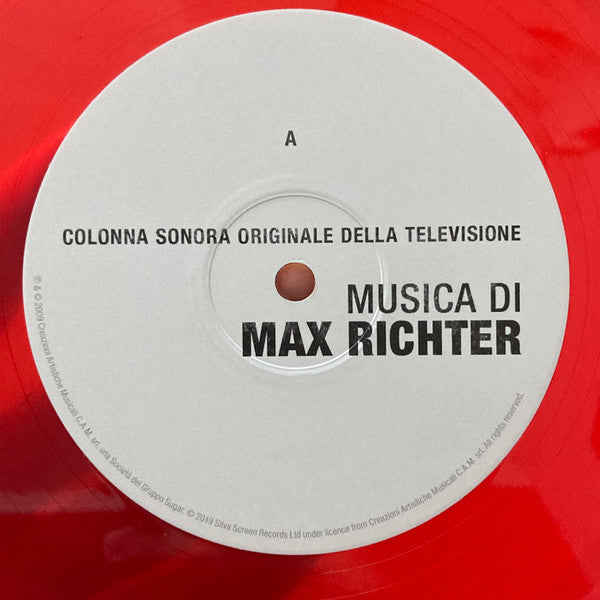 A
COLONNA SONORA ORIGINALE DELLA TELEVISIONE
MUSICA DI
MAX RICHTER
℗ & © 2009 Creazioni Artistiche Musicali C.A.M. srl, una Società del Gruppo Sugar. © 2019 Silva Screen Records Ltd under licence from Creazioni Artistiche Musicali C.A.M. srl. All rights reserved.